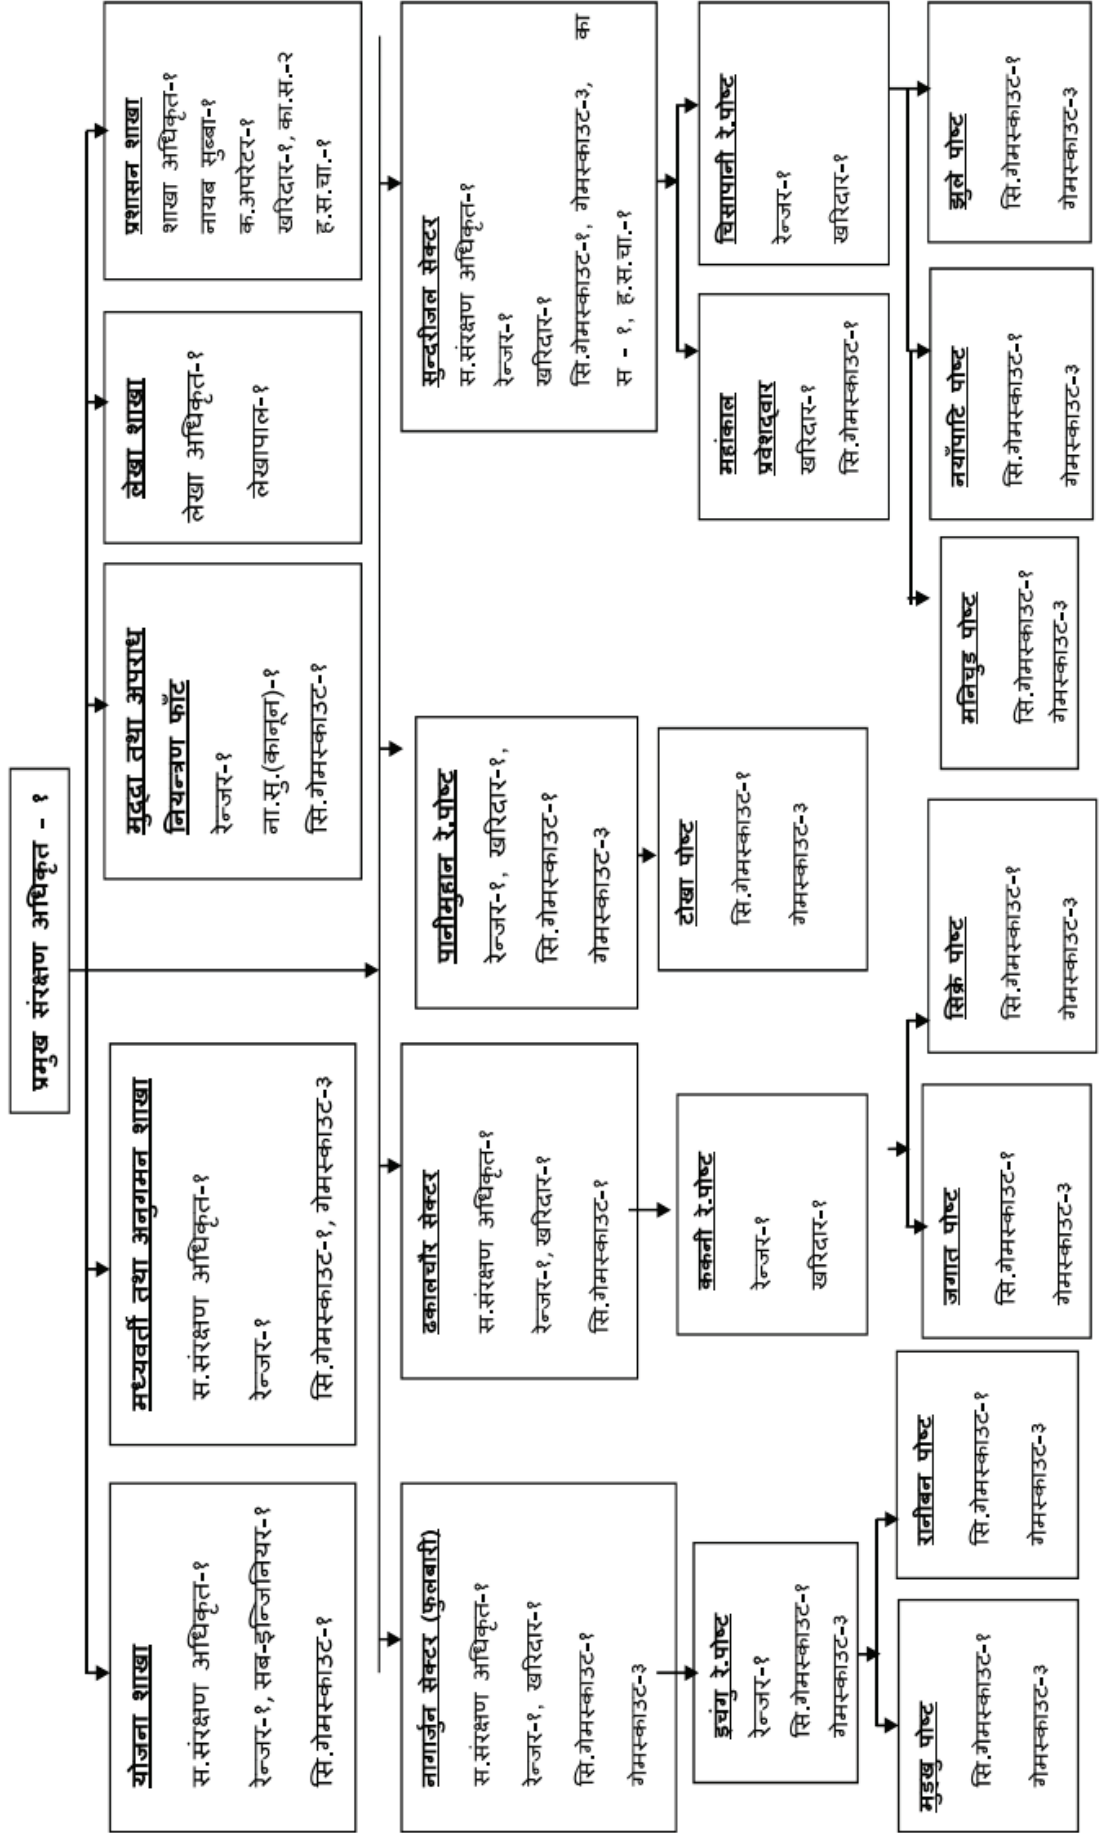 प्रमुख संरक्षण अधिकृत - १
योजना शाखा
स.संरक्षण अधिकृत-१
रेन्जर-१, सब-इन्जिनियर-१
सि.गेमस्काउट-१
मध्यवर्ती तथा अनुगमन शाखा
स.संरक्षण अधिकृत-१
रेन्जर-१
सि.गेमस्काउट-१, गेमस्काउट-३
मुद्दा तथा अपराध
नियन्त्रण फाँट
रेन्जर-१
ना.सु.(कानून)-१
सि.गेमस्काउट-१
लेखा शाखा
लेखा अधिकृत-१
लेखापाल-१
प्रशासन शाखा
शाखा अधिकृत-१
नायब सुब्बा-१
क.अपरेटर-१
खरिदार-१, का.स.-२
ह.स.चा.-१
नागार्जुन सेक्टर (फुलबारी)
स.संरक्षण अधिकृत-१
रेन्जर-१, खरिदार-१
सि.गेमस्काउट-१
गेमस्काउट-३
ढकालचौर सेक्टर
स.संरक्षण अधिकृत-१
रेन्जर-१, खरिदार-१
सि.गेमस्काउट-१
पानीमुहान रे.पोष्ट
रेन्जर-१, खरिदार-१,
सि.गेमस्काउट-१
गेमस्काउट-३
सुन्दरीजल सेक्टर
स.संरक्षण अधिकृत-१
रेन्जर-१
खरिदार-१
सि.गेमस्काउट-१, गेमस्काउट-३, का
स - १, ह.स.चा.-१
इचंगु रे.पोष्ट
रेन्जर-१
सि.गेमस्काउट-१
गेमस्काउट-३
ककनी रे.पोष्ट
रेन्जर-१
खरिदार-१
टोखा पोष्ट
सि.गेमस्काउट-१
गेमस्काउट-३
महांकाल
प्रवेशद्वार
खरिदार-१
सि.गेमस्काउट-१
चिसापानी रे.पोष्ट
रेन्जर-१
खरिदार-१
मुड्खु पोष्ट
सि.गेमस्काउट-१
गेमस्काउट-३
रानीबन पोष्ट
सि.गेमस्काउट-१
गेमस्काउट-३
जगात पोष्ट
सि.गेमस्काउट-१
गेमस्काउट-३
सिक्रे पोष्ट
सि.गेमस्काउट-१
गेमस्काउट-३
मनिचुड पोष्ट
सि.गेमस्काउट-१
गेमस्काउट-३
नयाँपाटि पोष्ट
सि.गेमस्काउट-१
गेमस्काउट-३
झुले पोष्ट
सि.गेमस्काउट-१
गेमस्काउट-३